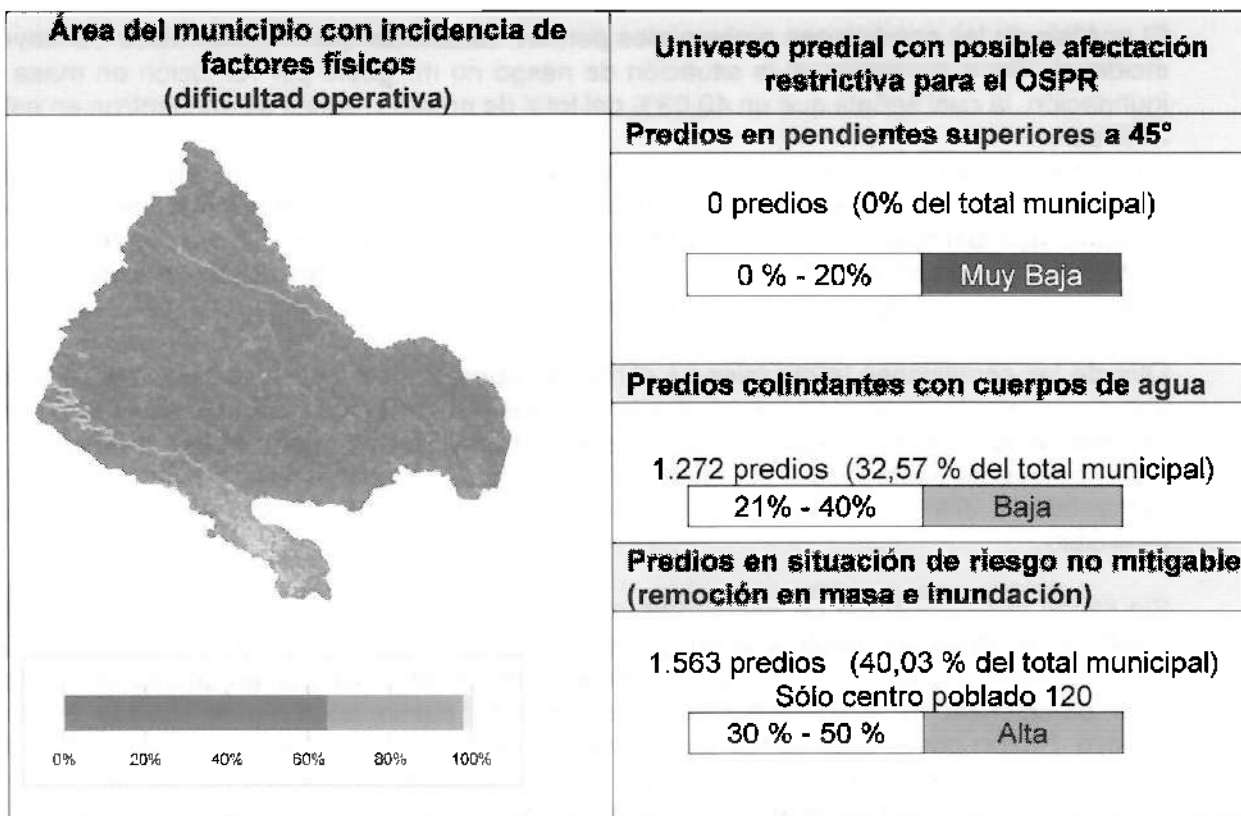 Área del municipio con incidencia de
factores físicos
(dificultad operativa)
0%
20%
40%
60%
80%
100%
Universo predial con posible afectación
restrictiva para el OSPR
Predios en pendientes superiores a 45°
0 predios (0% del total municipal)
0 % - 20%
Muy Baja
Predios colindantes con cuerpos de agua
1.272 predios (32,57 % del total municipal)
21% - 40%
Baja
Predios en situación de riesgo no mitigable
(remoción en masa e inundación)
1.563 predios (40,03 % del total municipal)
Sólo centro poblado 120
30 % - 50 %
Alta